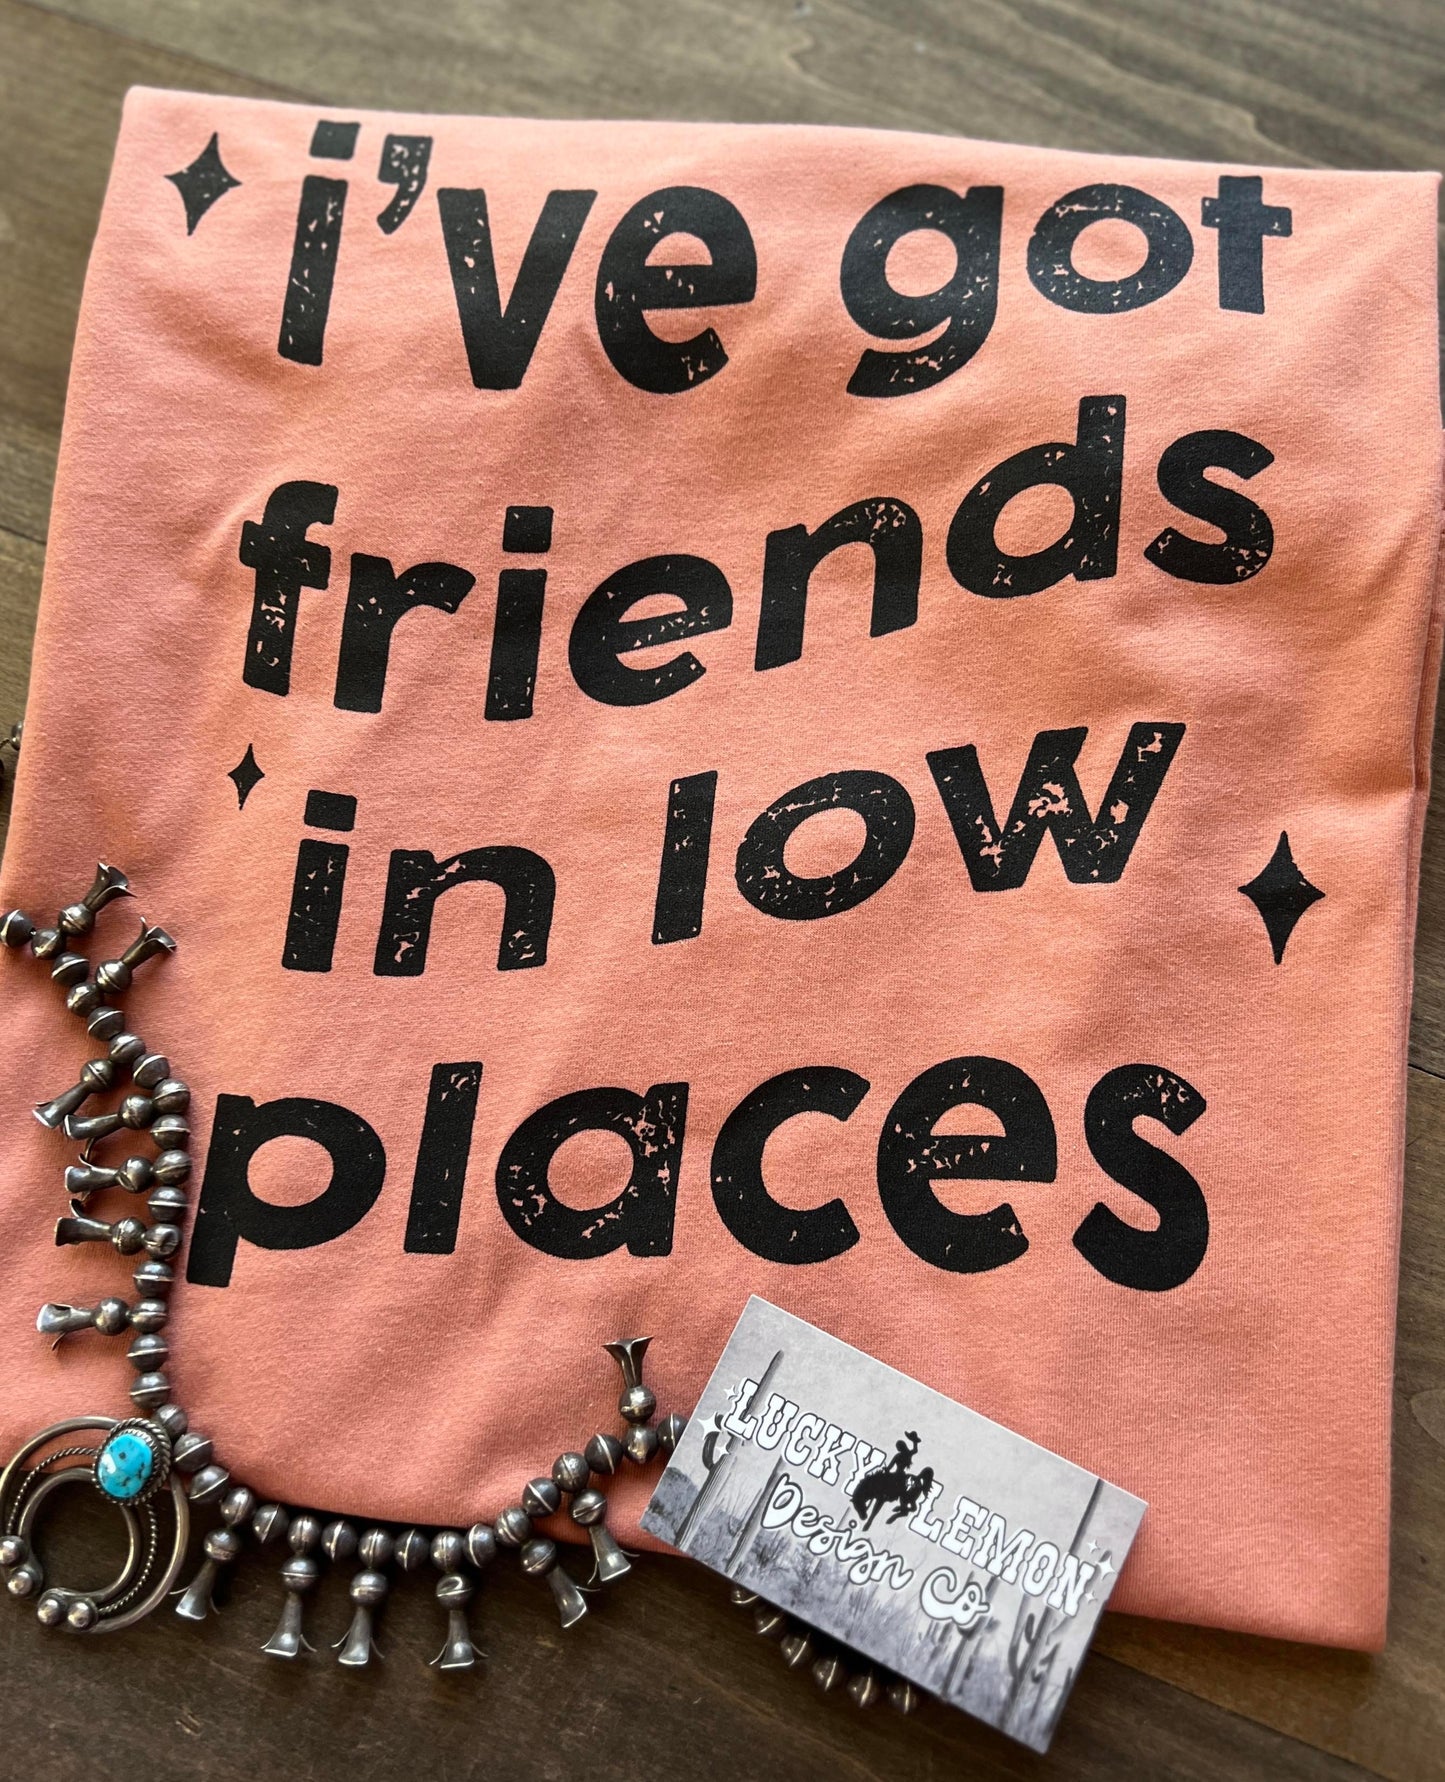 i've got
friends
in low
places
LUCKY LEMON
Design Co